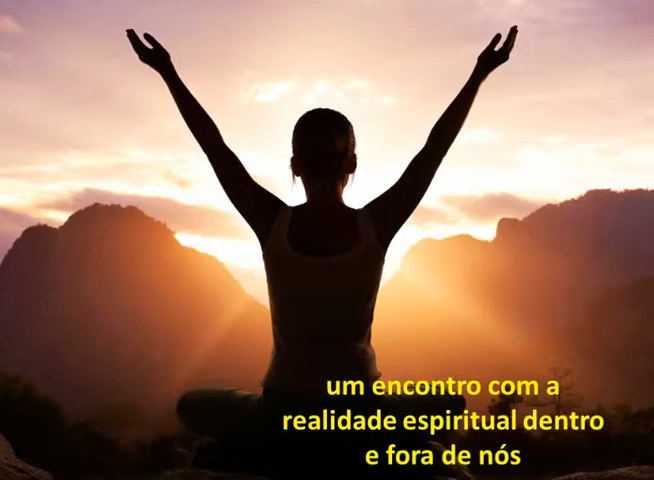 um encontro com a
realidade espiritual dentro
e fora de nós